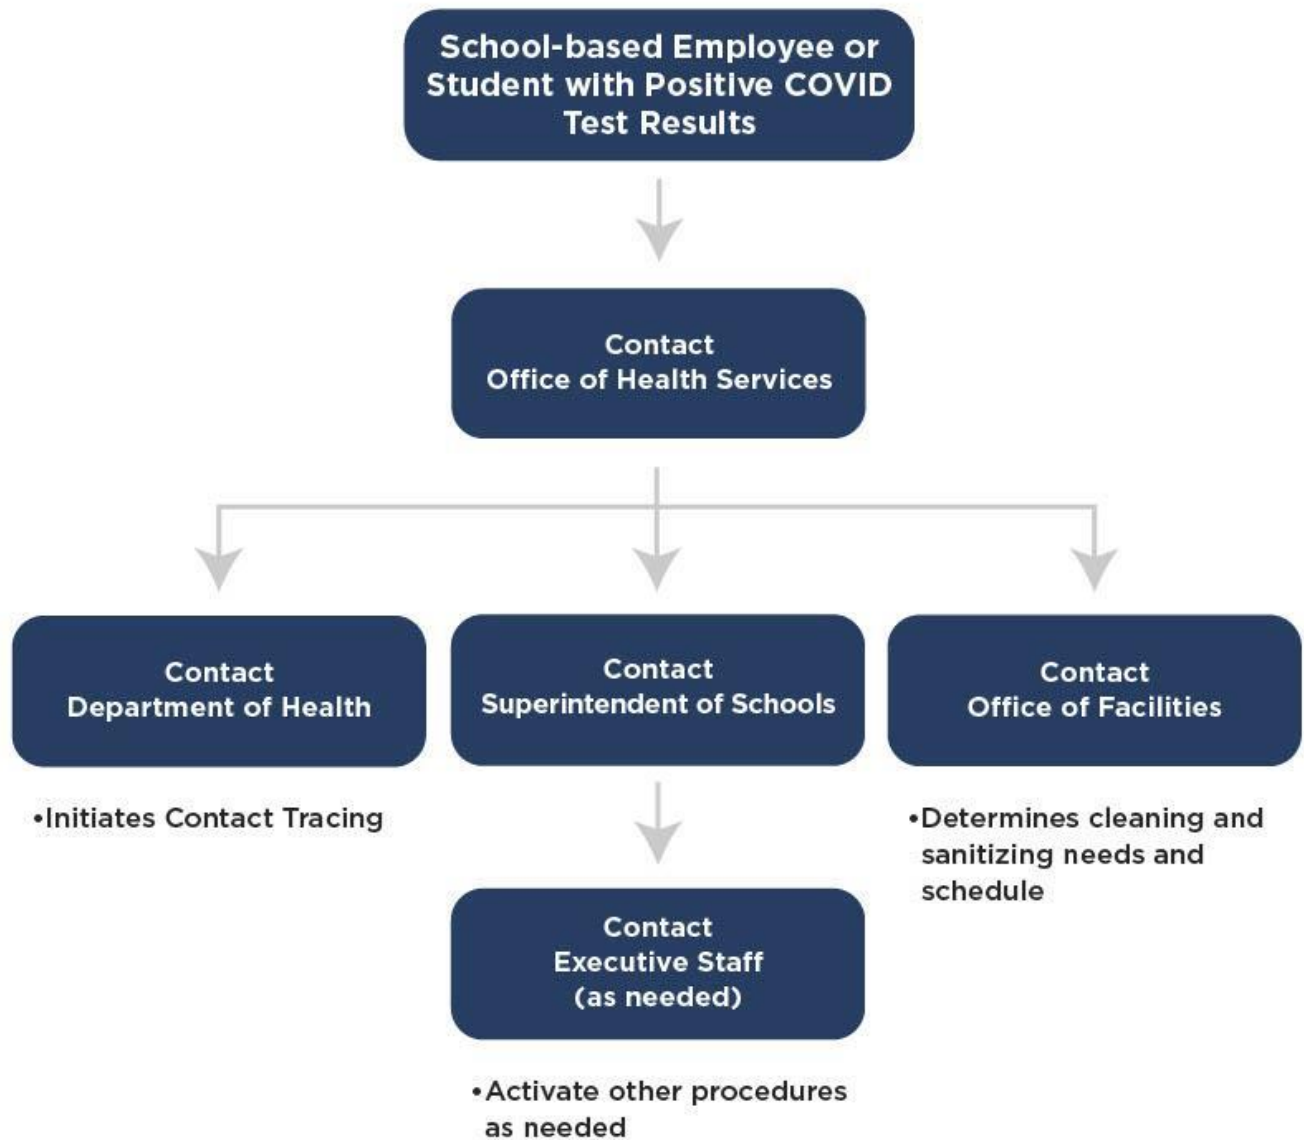 School-based Employee or
Student with Positive COVID
Test Results
Contact
Office of Health Services
Contact
Department of Health
Contact
Superintendent of Schools
Contact
Office of Facilities
•Initiates Contact Tracing
•Determines cleaning and
sanitizing needs and
schedule
Contact
Executive Staff
(as needed)
•Activate other procedures
as needed